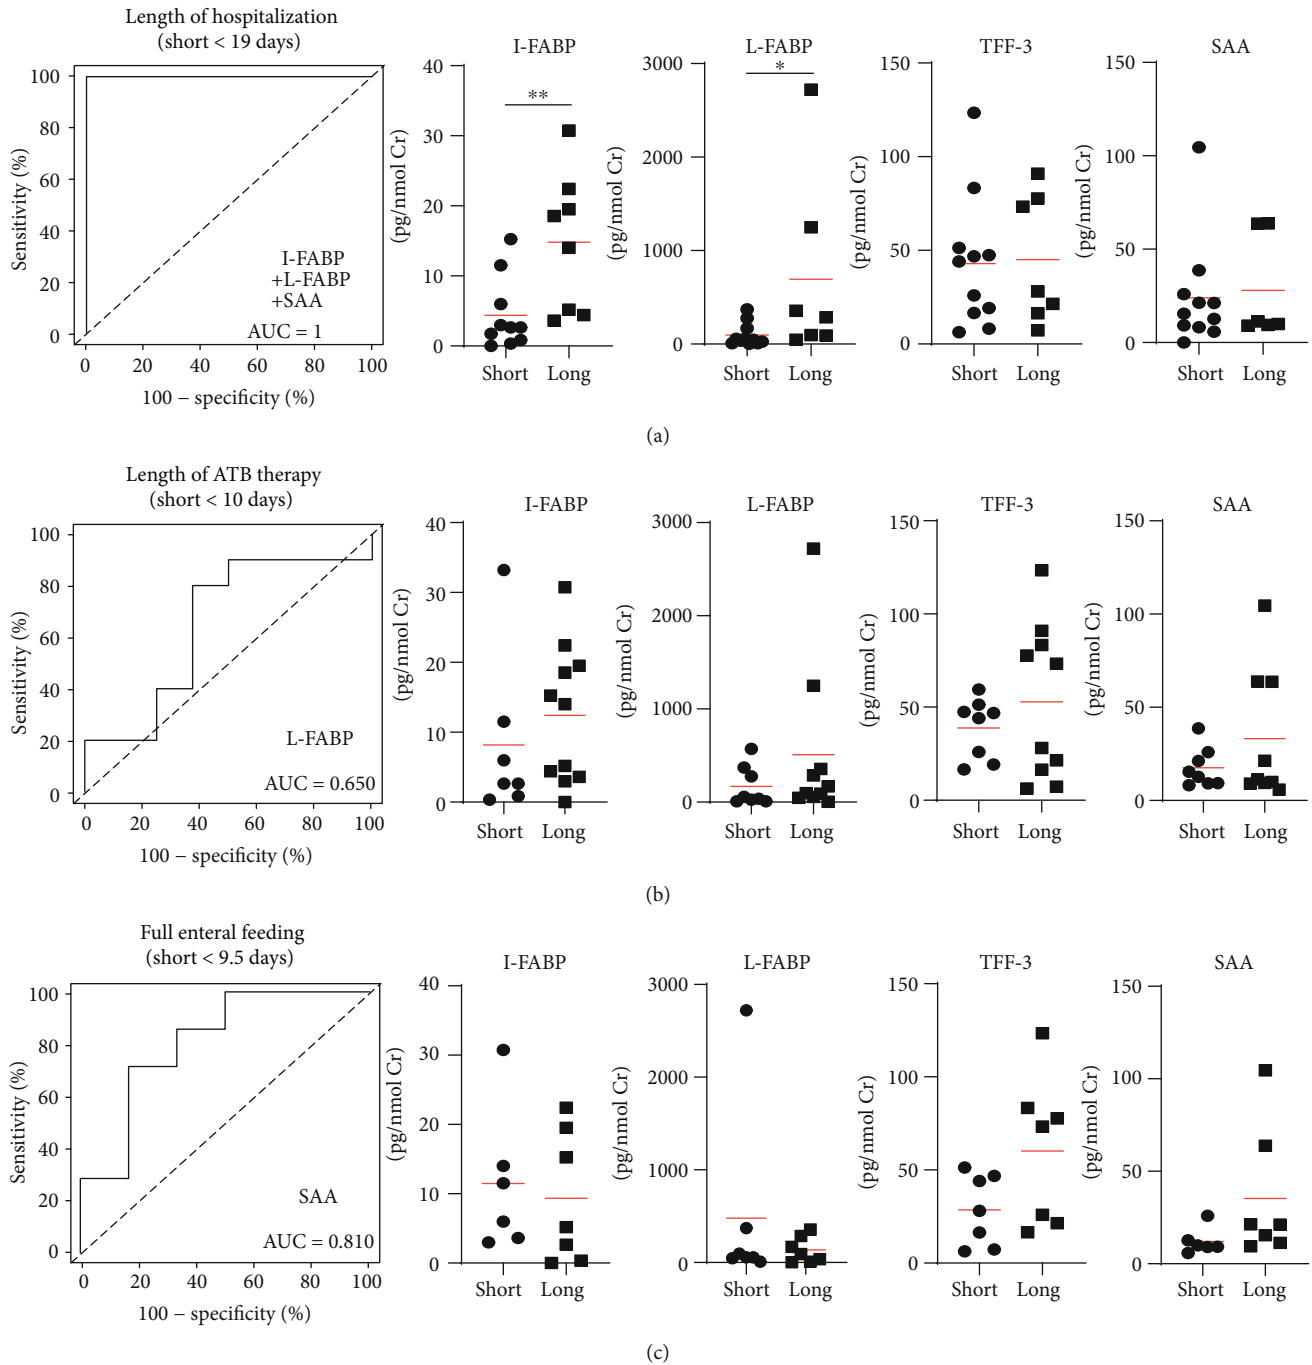 Length of hospitalization
(short < 19 days)
100
80
60
40
20
0
Sensitivity (%)
I-FABP
+L-FABP
+SAA
AUC = 1
0 20 40 60 80 100
100 − specificity (%)
I-FABP
40
30
20
10
0
(pg/nmol Cr)
**
Short Long
L-FABP
3000
2000
1000
0
(pg/nmol Cr)
*
Short Long
TFF-3
150
100
50
0
(pg/nmol Cr)
Short Long
SAA
150
100
50
0
(pg/nmol Cr)
Short Long
(a)
Length of ATB therapy
(short < 10 days)
100
80
60
40
20
0
Sensitivity (%)
L-FABP
AUC = 0.650
0 20 40 60 80 100
100 − specificity (%)
I-FABP
40
30
20
10
0
(pg/nmol Cr)
Short Long
L-FABP
3000
2000
1000
0
(pg/nmol Cr)
Short Long
TFF-3
150
100
50
0
(pg/nmol Cr)
Short Long
SAA
150
100
50
0
(pg/nmol Cr)
Short Long
(b)
Full enteral feeding
(short < 9.5 days)
100
80
60
40
20
0
Sensitivity (%)
SAA
AUC = 0.810
0 20 40 60 80 100
100 − specificity (%)
I-FABP
40
30
20
10
0
(pg/nmol Cr)
Short Long
L-FABP
3000
2000
1000
0
(pg/nmol Cr)
Short Long
TFF-3
150
100
50
0
(pg/nmol Cr)
Short Long
SAA
150
100
50
0
(pg/nmol Cr)
Short Long
(c)